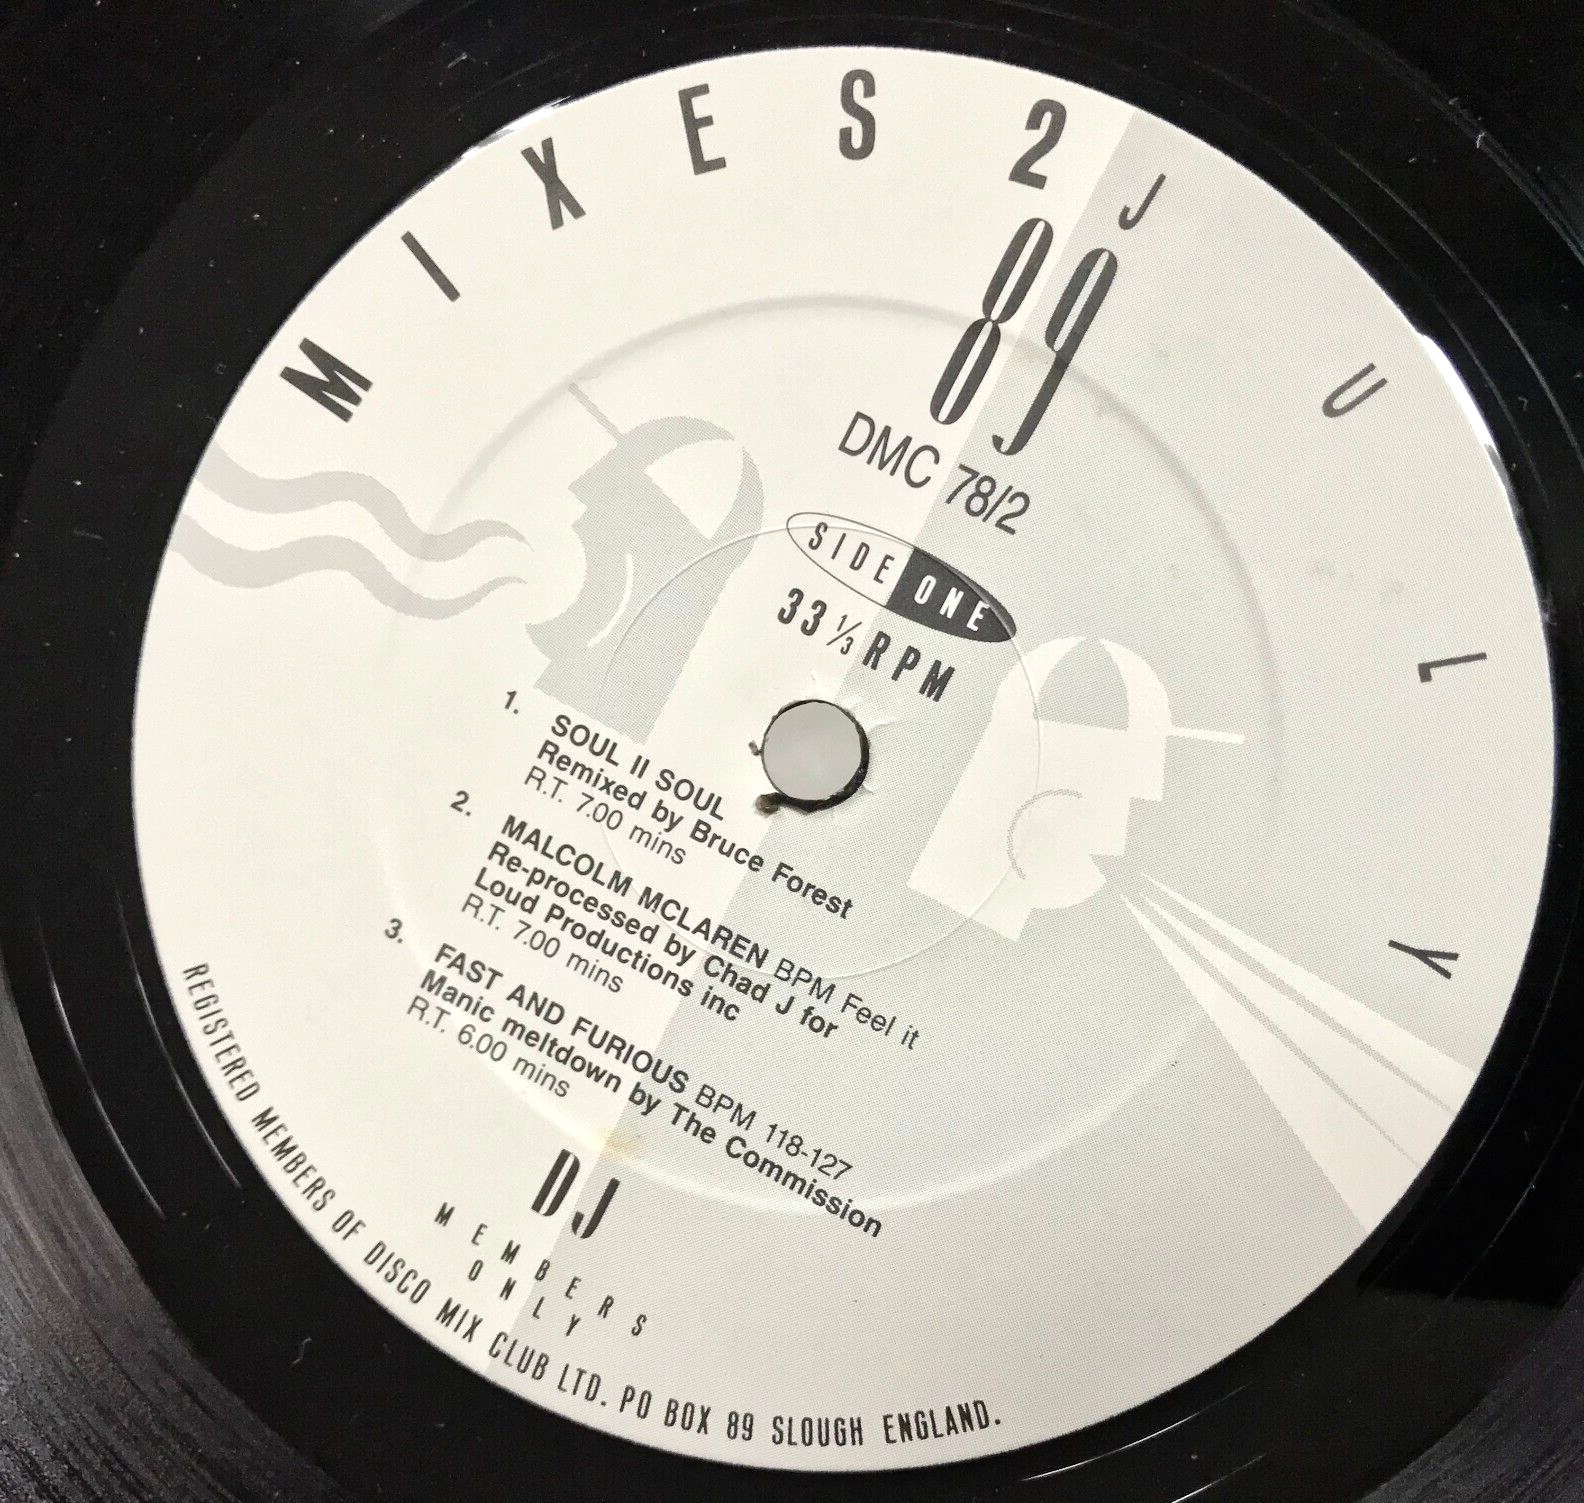 MIXES 2
JULY
89
DMC 78/2
SIDE ONE
33 1/3 RPM
1. SOUL II SOUL
Remixed by Bruce Forest
R.T. 7.00 mins
2. MALCOLM MCLAREN BPM Feel it
Re-processed by Chad J for
Loud Productions inc
R.T. 7.00 mins
3. FAST AND FURIOUS BPM 118-127
Manic meltdown by The Commission
R.T. 6.00 mins
DJ
MEMBERS
ONLY
REGISTERED MEMBERS OF DISCO MIX CLUB LTD. PO BOX 89 SLOUGH ENGLAND.